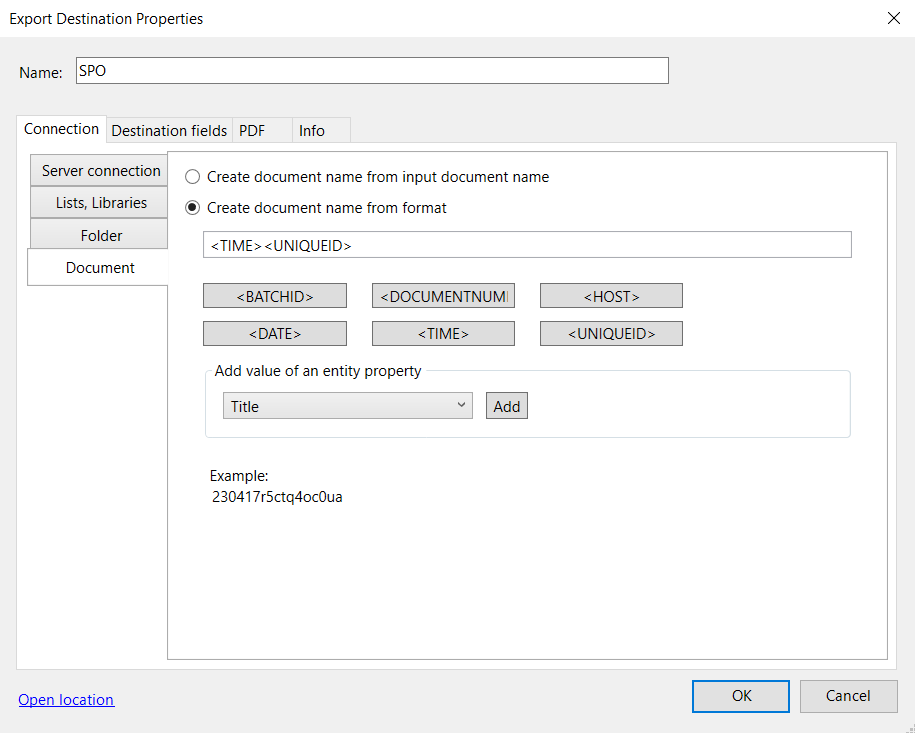 Export Destination Properties
Name: SPO
Connection Destination fields PDF Info
Server connection
Lists, Libraries
Folder
Document
Create document name from input document name
Create document name from format
<TIME><UNIQUEID>
<BATCHID> <DOCUMENTNUMI <HOST>
<DATE> <TIME> <UNIQUEID>
Add value of an entity property
Title Add
Example:
230417r5ctq4oc0ua
Open location OK Cancel